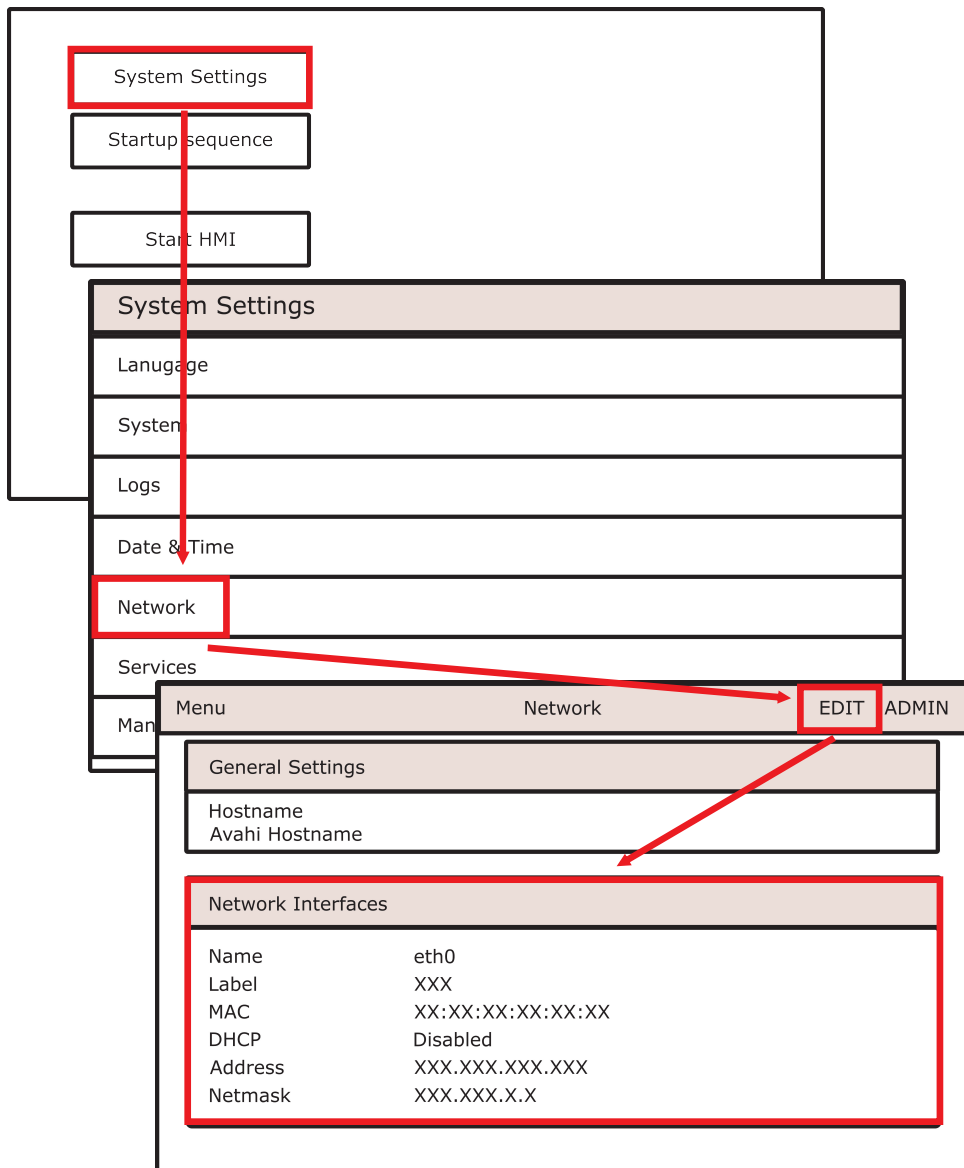 System Settings
Startup sequence
Start HMI
System Settings
Lanugage
System
Logs
Date & Time
Network
Services
Man
Menu Network EDIT ADMIN
General Settings
Hostname
Avahi Hostname
Network Interfaces
Name eth0
Label XXX
MAC XX:XX:XX:XX:XX:XX
DHCP Disabled
Address XXX.XXX.XXX.XXX
Netmask XXX.XXX.X.X